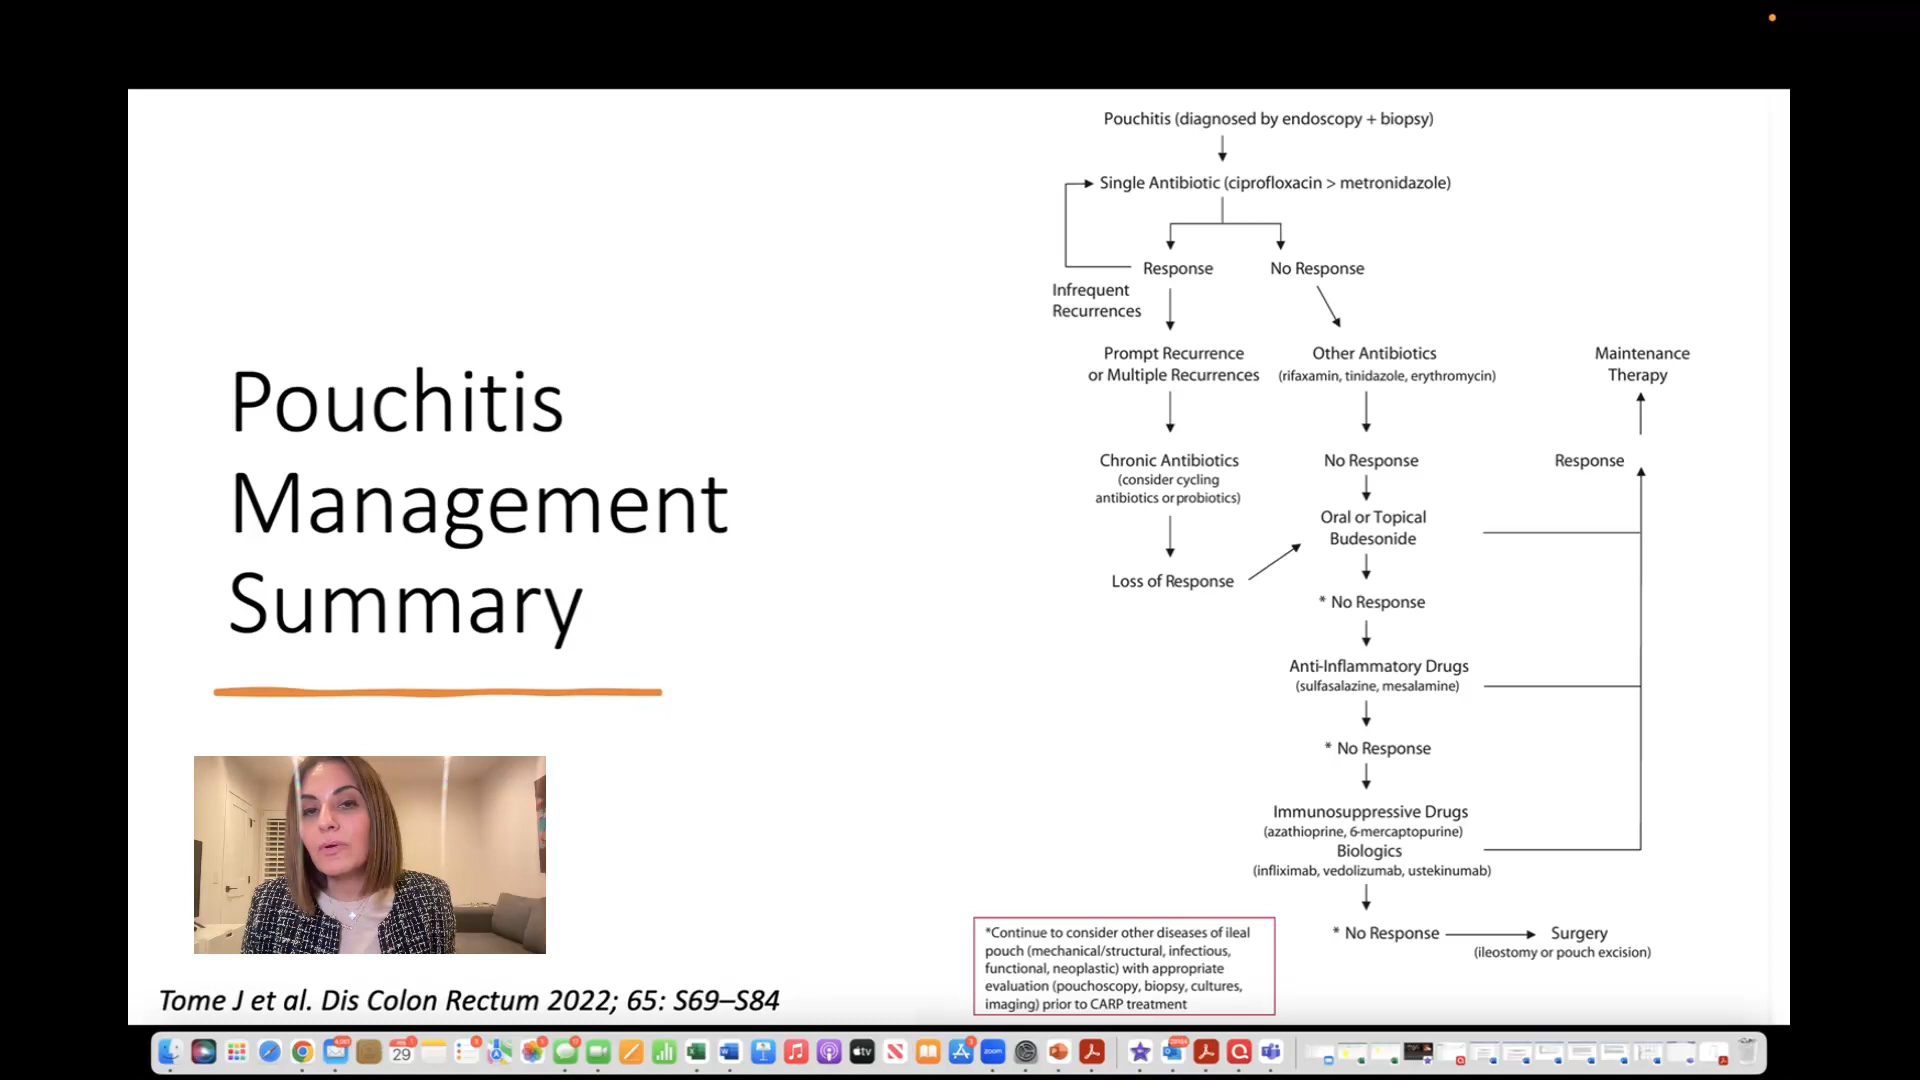 Pouchitis
Management
Summary
Tome J et al. Dis Colon Rectum 2022; 65: S69–S84
Pouchitis (diagnosed by endoscopy + biopsy)
Single Antibiotic (ciprofloxacin > metronidazole)
Response
No Response
Infrequent
Recurrences
Prompt Recurrence
or Multiple Recurrences
Other Antibiotics
(rifaxamin, tinidazole, erythromycin)
Maintenance
Therapy
Chronic Antibiotics
(consider cycling
antibiotics or probiotics)
No Response
Response
Oral or Topical
Budesonide
Loss of Response
* No Response
Anti-Inflammatory Drugs
(sulfasalazine, mesalamine)
* No Response
Immunosuppressive Drugs
(azathioprine, 6-mercaptopurine)
Biologics
(infliximab, vedolizumab, ustekinumab)
* No Response
Surgery
(ileostomy or pouch excision)
*Continue to consider other diseases of ileal
pouch (mechanical/structural, infectious,
functional, neoplastic) with appropriate
evaluation (pouchoscopy, biopsy, cultures,
imaging) prior to CARP treatment
29
tv
zoom